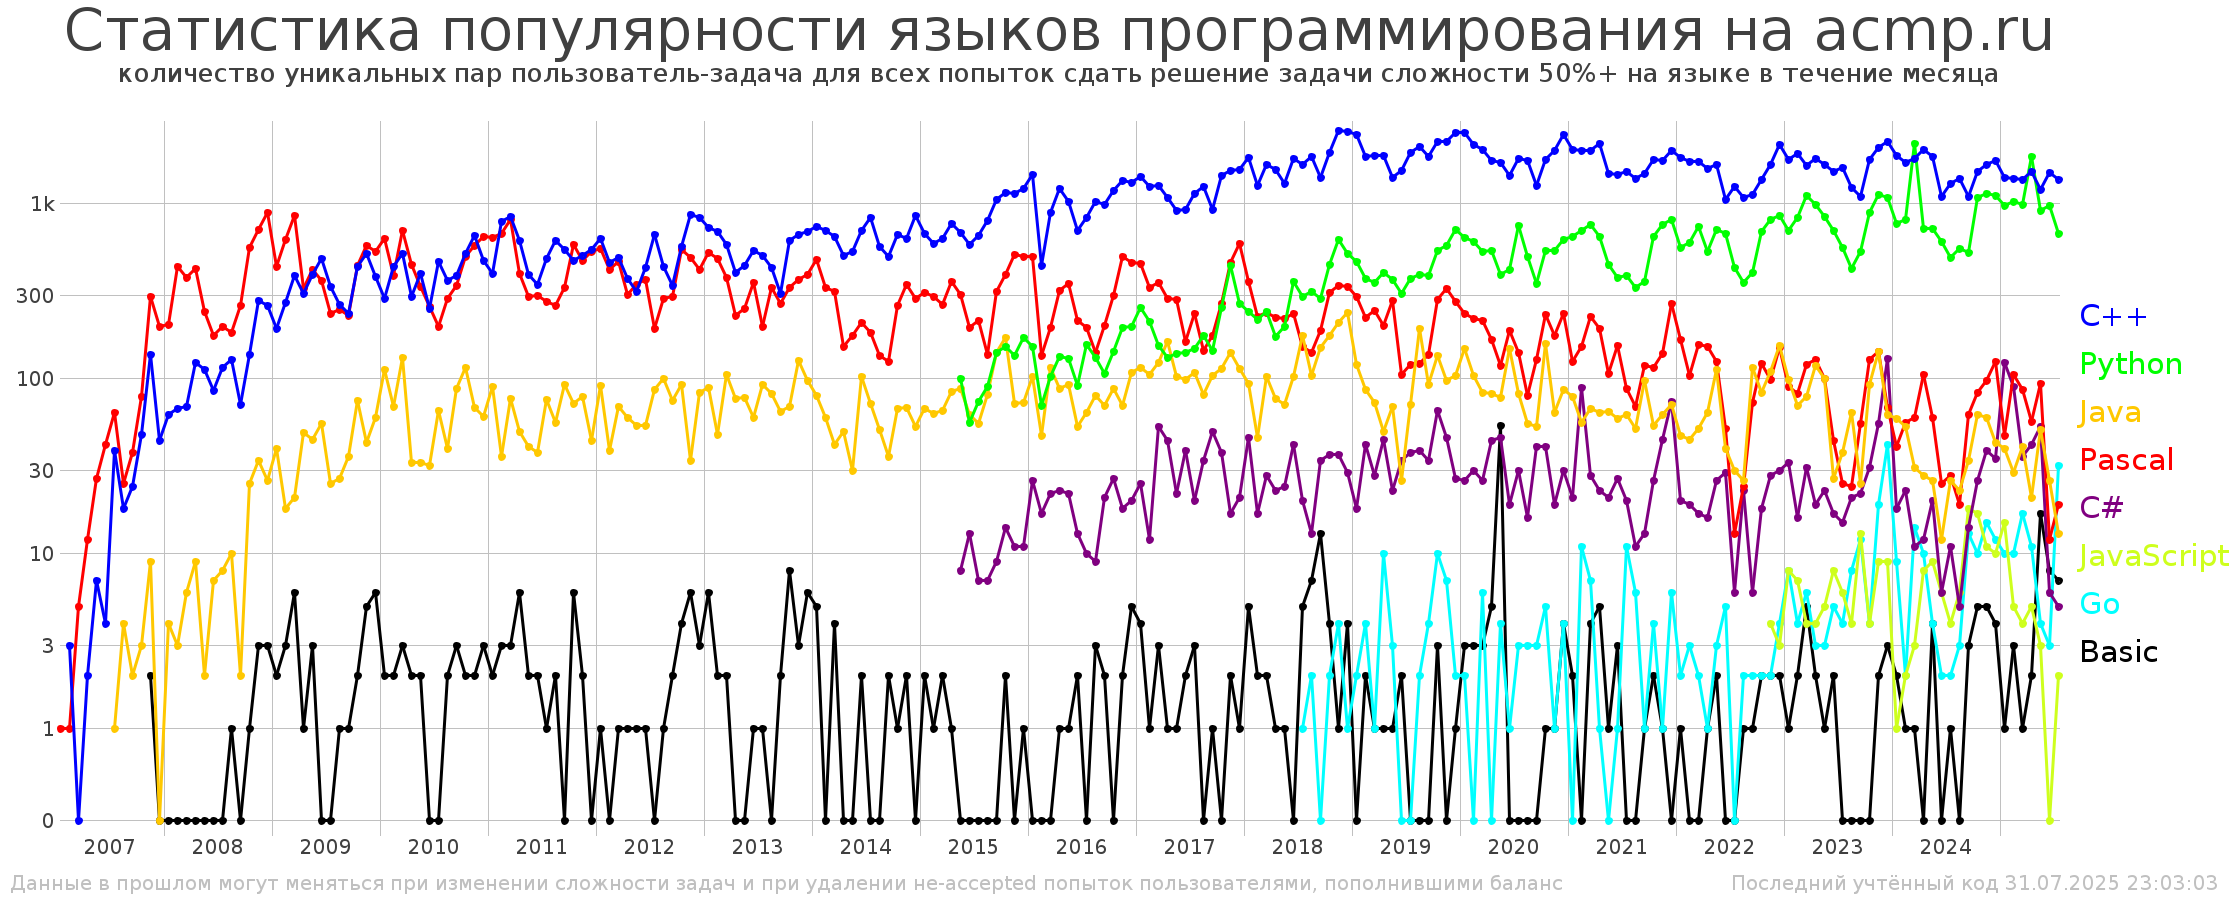 Статистика популярности языков программирования на acmp.ru
количество уникальных пар пользователь-задача для всех попыток сдать решение задачи сложности 50%+ на языке в течение месяца
1k
300
100
30
10
3
1
0
C++
Python
Java
Pascal
C#
JavaScript
Go
Basic
2007 2008 2009 2010 2011 2012 2013 2014 2015 2016 2017 2018 2019 2020 2021 2022 2023 2024
Данные в прошлом могут меняться при изменении сложности задач и при удалении не-accepted попыток пользователями, пополнившими баланс
Последний учтённый код 31.07.2025 23:03:03